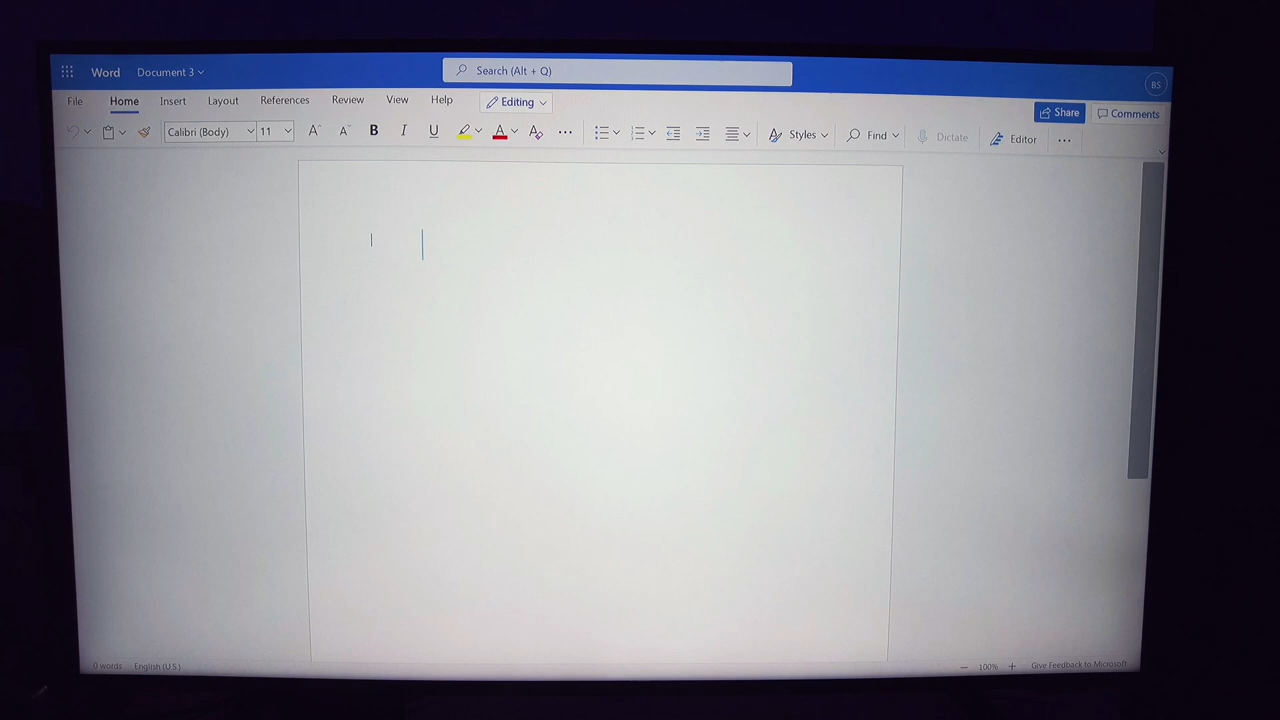 Word Document 3 Search (Alt + Q) BS
File Home Insert Layout References Review View Help Editing Share Comments
Calibri (Body) 11 A A B I U A A Styles Find Dictate Editor
0 words English (U.S.) 100% Give Feedback to Microsoft